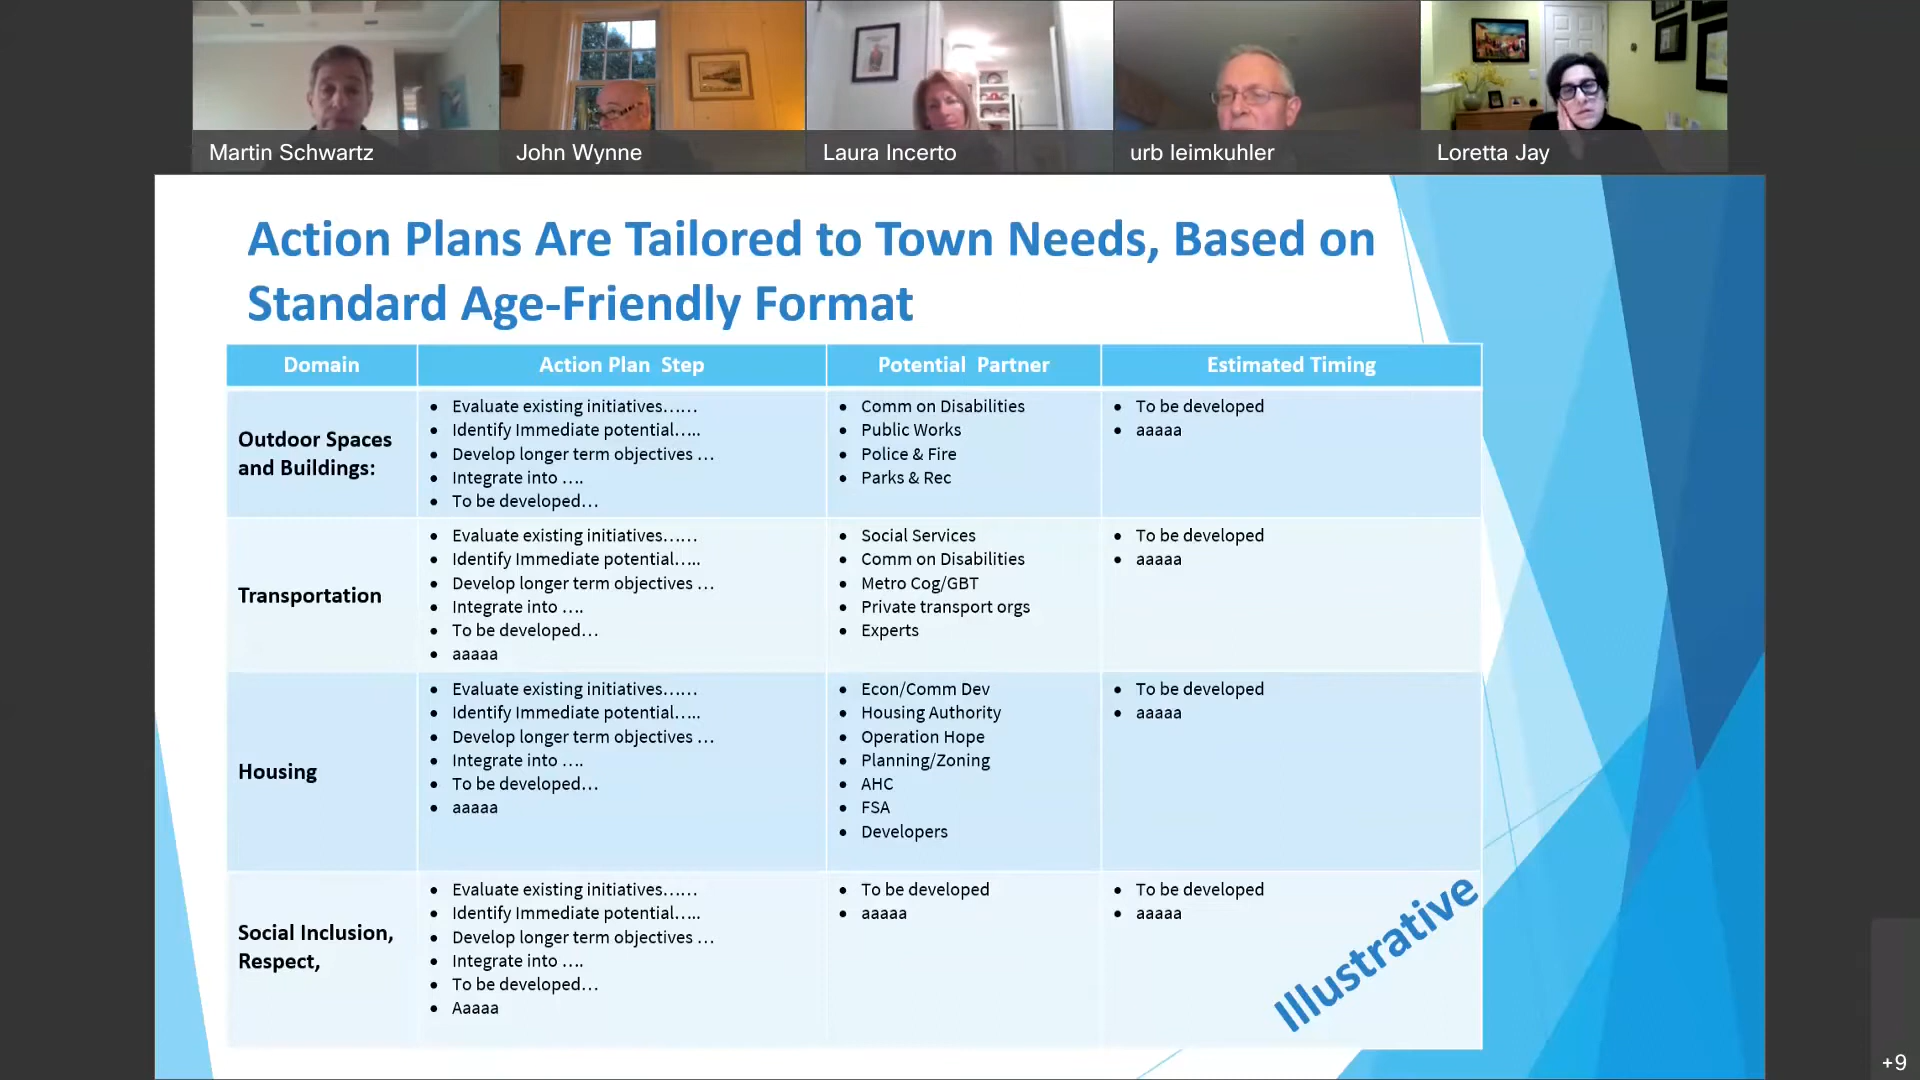 Martin Schwartz
John Wynne
Laura Incerto
urb leimkuhler
Loretta Jay
Action Plans Are Tailored to Town Needs, Based on
Standard Age-Friendly Format
Domain
Action Plan Step
Potential Partner
Estimated Timing
Outdoor Spaces
and Buildings:
• Evaluate existing initiatives……
• Identify Immediate potential…..
• Develop longer term objectives …
• Integrate into ….
• To be developed…
• Comm on Disabilities
• Public Works
• Police & Fire
• Parks & Rec
• To be developed
• aaaaa
Transportation
• Evaluate existing initiatives……
• Identify Immediate potential…..
• Develop longer term objectives …
• Integrate into ….
• To be developed…
• aaaaa
• Social Services
• Comm on Disabilities
• Metro Cog/GBT
• Private transport orgs
• Experts
• To be developed
• aaaaa
Housing
• Evaluate existing initiatives……
• Identify Immediate potential…..
• Develop longer term objectives …
• Integrate into ….
• To be developed…
• aaaaa
• Econ/Comm Dev
• Housing Authority
• Operation Hope
• Planning/Zoning
• AHC
• FSA
• Developers
• To be developed
• aaaaa
Social Inclusion,
Respect,
• Evaluate existing initiatives……
• Identify Immediate potential…..
• Develop longer term objectives …
• Integrate into ….
• To be developed…
• Aaaaa
• To be developed
• aaaaa
• To be developed
• aaaaa
Illustrative
+9